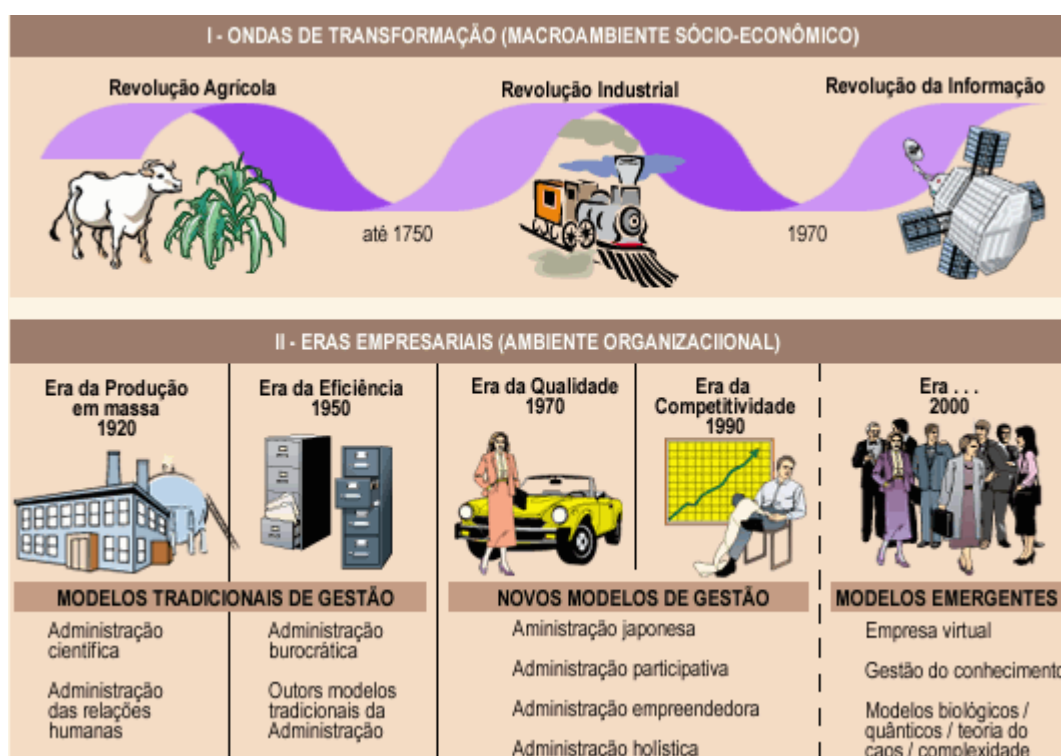 I - ONDAS DE TRANSFORMAÇÃO (MACROAMBIENTE SÓCIO-ECONÔMICO)
Revolução Agrícola
Revolução Industrial
Revolução da Informação
até 1750
1970
II - ERAS EMPRESARIAIS (AMBIENTE ORGANIZACIIONAL)
Era da Produção
em massa
1920
Era da Eficiência
1950
Era da Qualidade
1970
Era da
Competitividade
1990
Era . . .
2000
MODELOS TRADICIONAIS DE GESTÃO
NOVOS MODELOS DE GESTÃO
MODELOS EMERGENTES
Administração
científica
Administração
das relações
humanas
Administração
burocrática
Outors modelos
tradicionais da
Administração
Aministração japonesa
Administração participativa
Administração empreendedora
Administração holística
Empresa virtual
Gestão do conhecimento
Modelos biológicos /
quânticos / teoria do
caos / complexidade